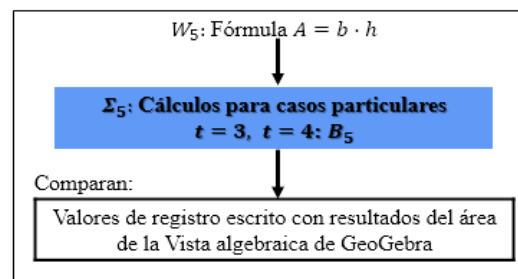 W₅: Fórmula A = b · h
Σ₅: Cálculos para casos particulares
t = 3, t = 4: B₅
Comparan:
Valores de registro escrito con resultados del área
de la Vista algebraica de GeoGebra